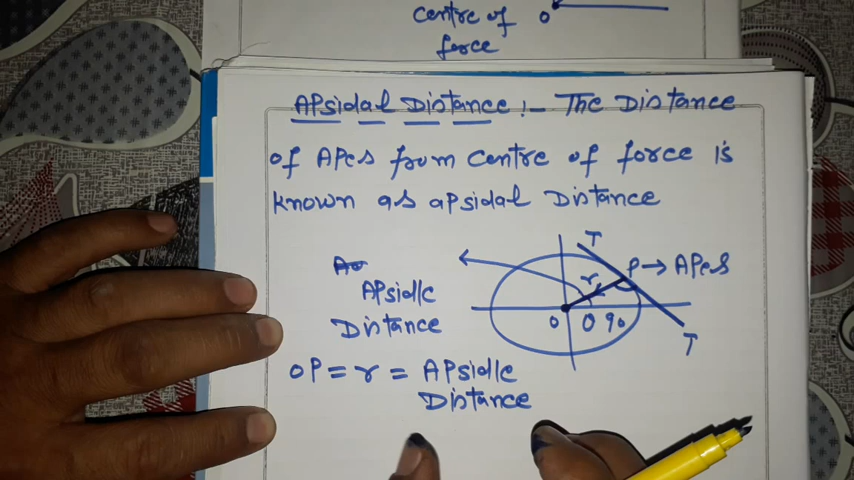 centre of
force
o
APsidal Distance :- The Distance
of APes from centre of force is
known as apsidal Distance
T
P → APes
r
APsidle
Distance
o θ 90
T
OP = r = APsidle
Distance